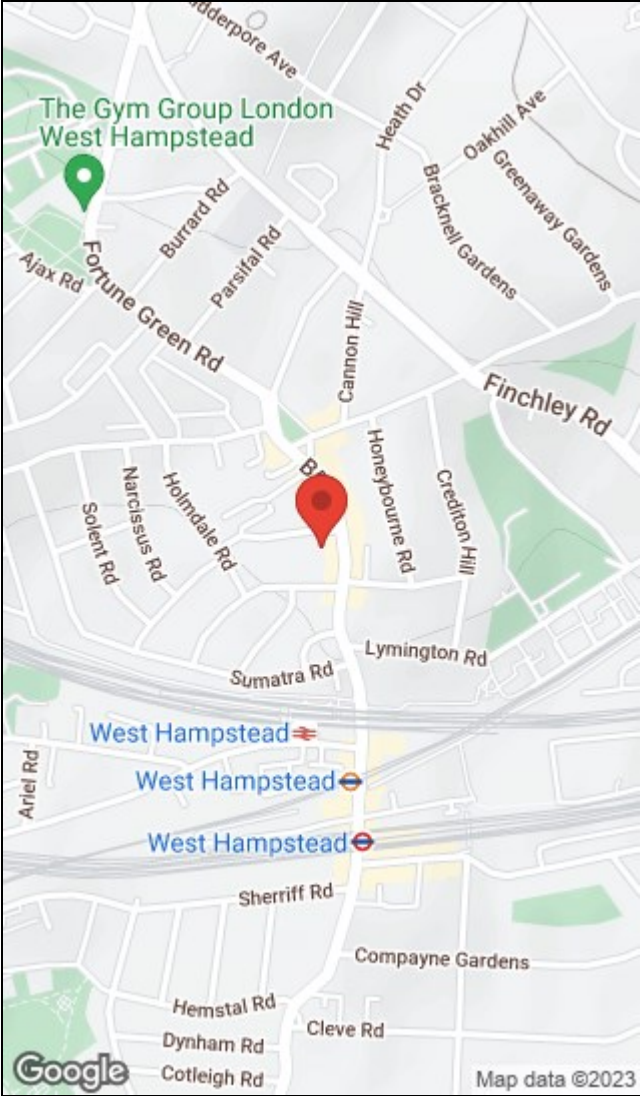 dderpore Ave
The Gym Group London
West Hampstead
Heath Dr
Oakhill Ave
Greenaway Gardens
Bracknell Gardens
Burrard Rd
Parsifal Rd
Ajax Rd
Fortune Green Rd
Cannon Hill
Finchley Rd
Honeybourne Rd
Crediton Hill
Holmdale Rd
Narcissus Rd
Solent Rd
Lymington Rd
Sumatra Rd
West Hampstead
West Hampstead
West Hampstead
Ariel Rd
Sherriff Rd
Compayne Gardens
Hemstal Rd
Cleve Rd
Dynham Rd
Cotleigh Rd
Google
Map data ©2023